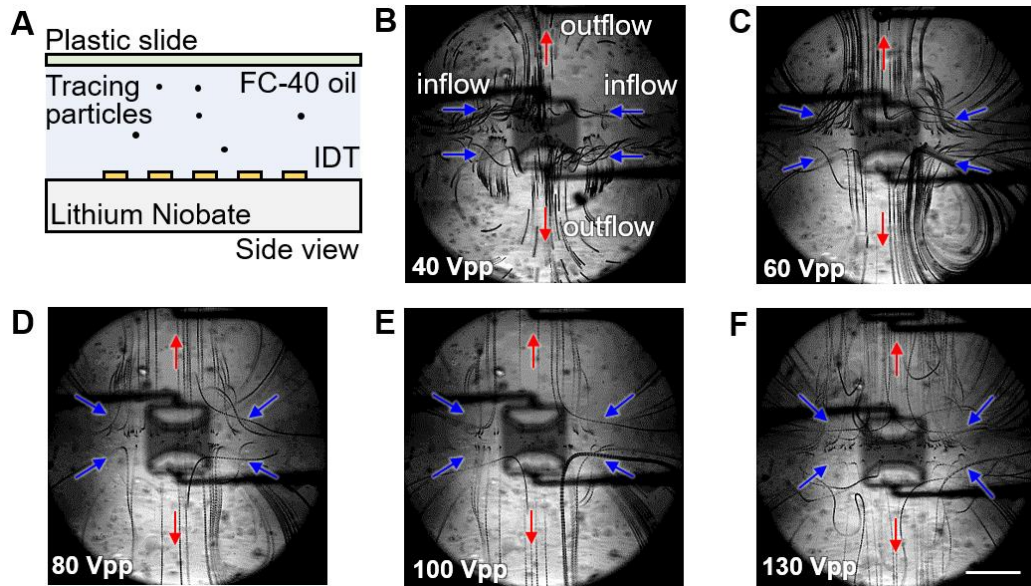 A
Plastic slide
Tracing particles
FC-40 oil
IDT
Lithium Niobate
Side view
B
outflow
inflow
inflow
outflow
40 Vpp
C
60 Vpp
D
80 Vpp
E
100 Vpp
F
130 Vpp